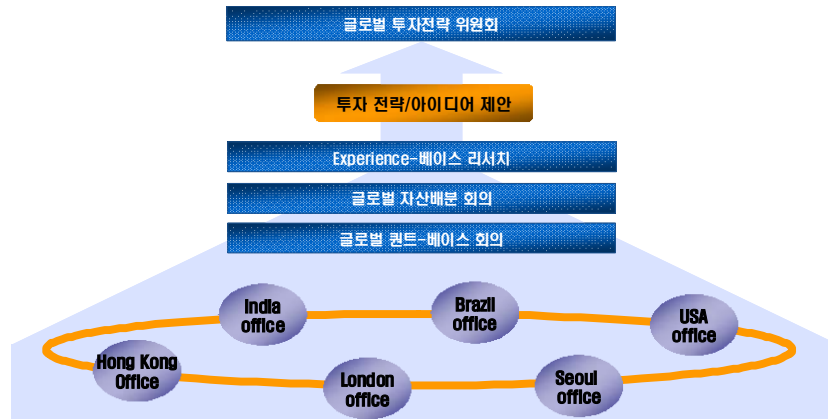 글로벌 투자전략 위원회
투자 전략/아이디어 제안
Experience-베이스 리서치
글로벌 자산배분 회의
글로벌 퀀트-베이스 회의
India
office
Brazil
office
USA
office
Hong Kong
Office
London
office
Seoul
office